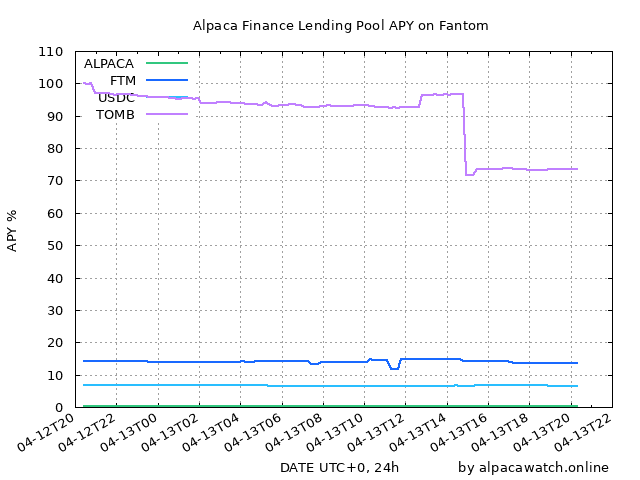 Alpaca Finance Lending Pool APY on Fantom
110
100
90
80
70
60
50
40
30
20
10
0
APY %
ALPACA
FTM
USDC
TOMB
04-12T20
04-12T22
04-13T00
04-13T02
04-13T04
04-13T06
04-13T08
04-13T10
04-13T12
04-13T14
04-13T16
04-13T18
04-13T20
04-13T22
DATE UTC+0, 24h
by alpacawatch.online